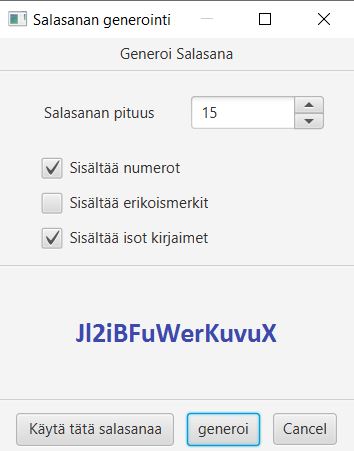 Salasanan generointi
Generoi Salasana
Salasanan pituus 15
Sisältää numerot
Sisältää erikoismerkit
Sisältää isot kirjaimet
Jl2iBFuWerKuvuX
Käytä tätä salasanaa generoi Cancel